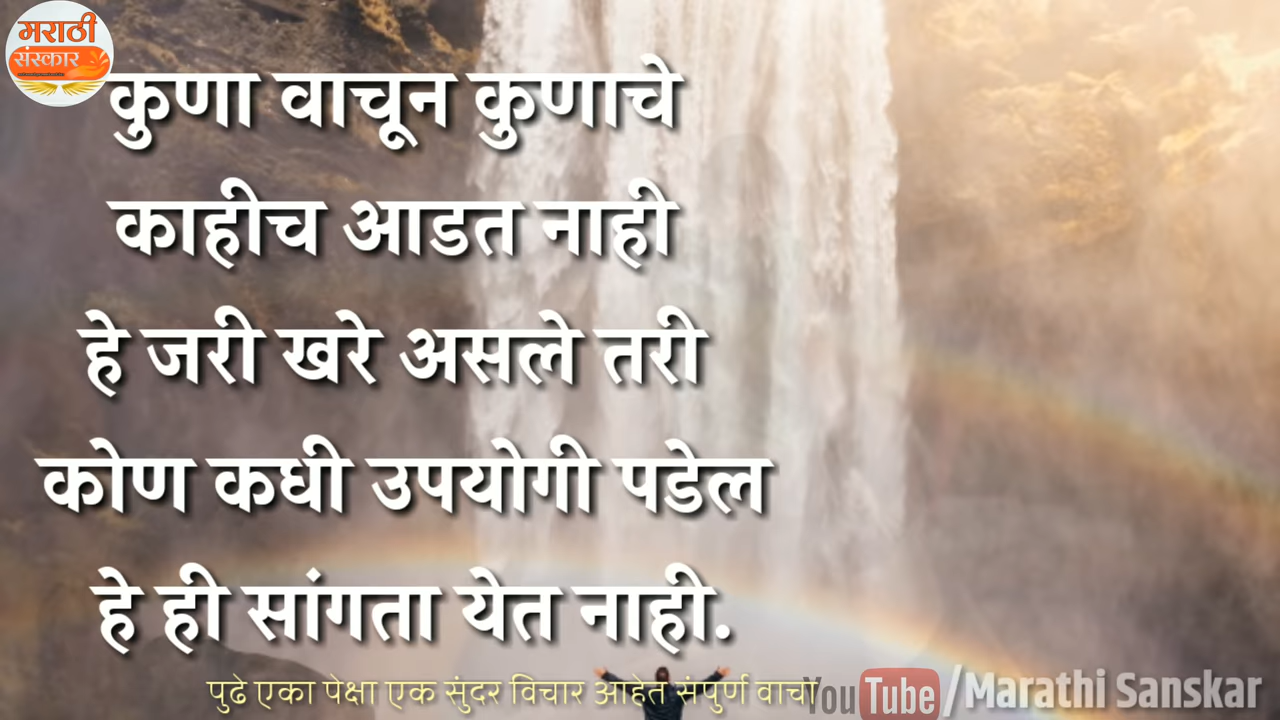 मराठी
संस्कार
कुणा वाचून कुणाचे
काहीच आडत नाही
हे जरी खरे असले तरी
कोण कधी उपयोगी पडेल
हे ही सांगता येत नाही.
पुढे एका पेक्षा एक सुंदर विचार आहेत संपुर्ण वाचा
YouTube/Marathi Sanskar